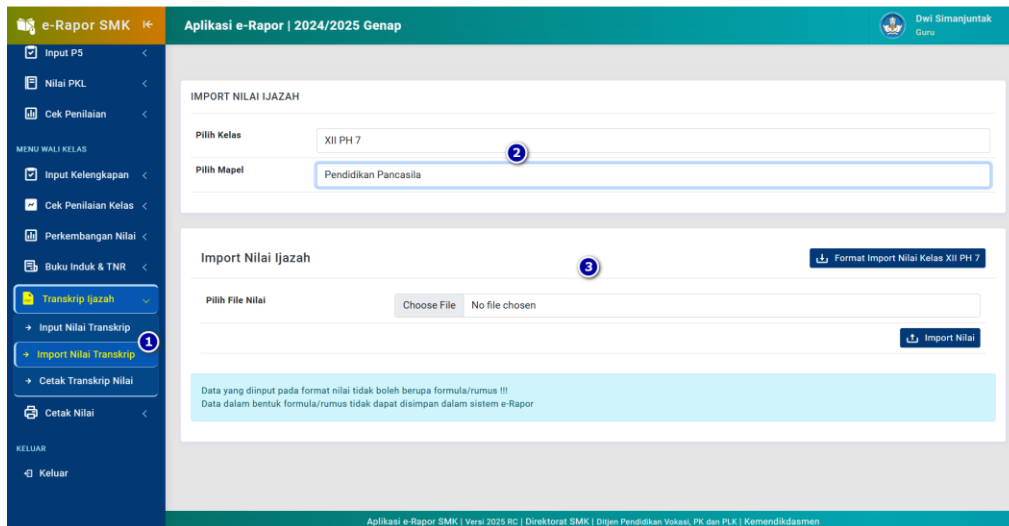 e-Rapor SMK
Aplikasi e-Rapor | 2024/2025 Genap
Dwi Simanjuntak
Guru
Input P5
Nilai PKL
Cek Penilaian
MENU WALI KELAS
Input Kelengkapan
Cek Penilaian Kelas
Perkembangan Nilai
Buku Induk & TNR
Transkrip Ijazah
Input Nilai Transkrip
1
Import Nilai Transkrip
Cetak Transkrip Nilai
Cetak Nilai
KELUAR
Keluar
IMPORT NILAI IJAZAH
Pilih Kelas
XII PH 7
2
Pilih Mapel
Pendidikan Pancasila
Import Nilai Ijazah
3
Format Import Nilai Kelas XII PH 7
Pilih File Nilai
Choose File No file chosen
Import Nilai
Data yang diinput pada format nilai tidak boleh berupa formula/rumus !!!
Data dalam bentuk formula/rumus tidak dapat disimpan dalam sistem e-Rapor
Aplikasi e-Rapor SMK | Versi 2025 RC | Direktorat SMK | Ditjen Pendidikan Vokasi, PK dan PLK | Kemendikdasmen